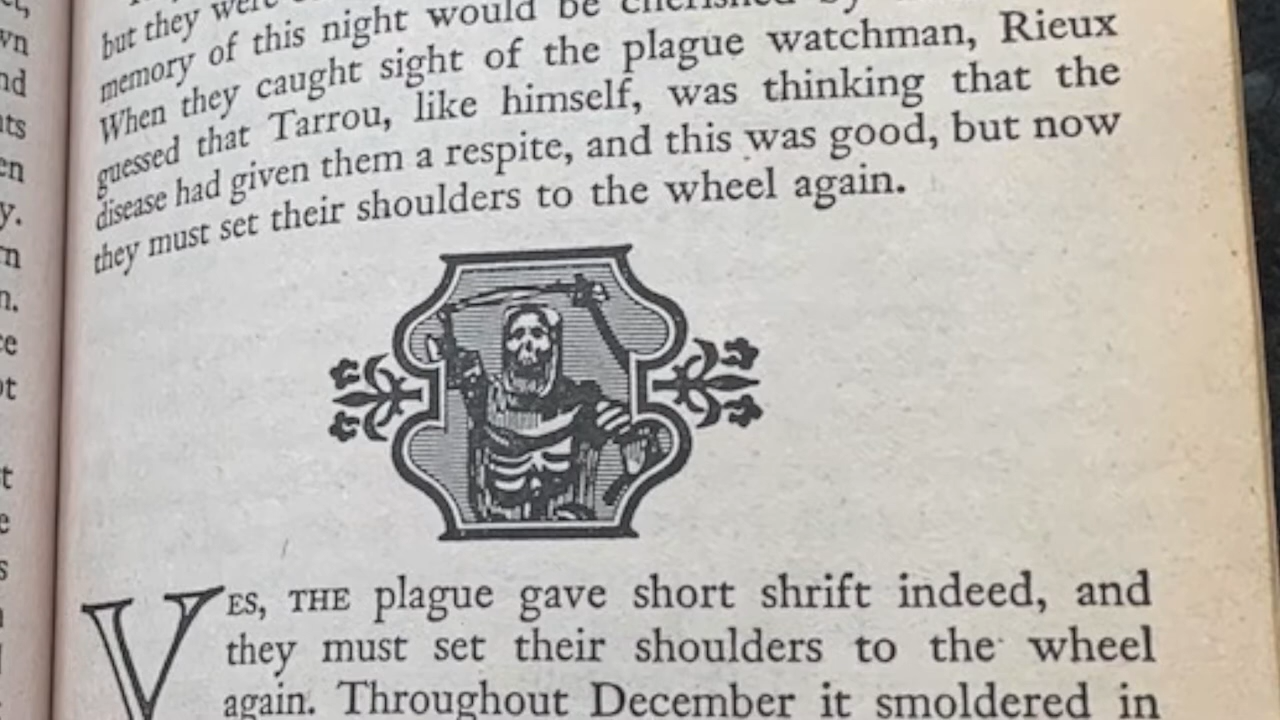 but they were
memory of this night would be cherished by
When they caught sight of the plague watchman, Rieux
guessed that Tarrou, like himself, was thinking that the
disease had given them a respite, and this was good, but now
they must set their shoulders to the wheel again.
YES, THE plague gave short shrift indeed, and
they must set their shoulders to the wheel
again. Throughout December it smoldered in